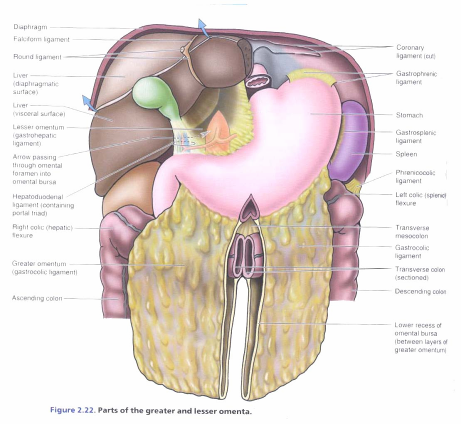 Diaphragm
Falciform ligament
Round ligament
Liver
(diaphragmatic
surface)
Liver
(visceral surface)
Lesser omentum
(gastrohepatic
ligament)
Arrow passing
through omental
foramen into
omental bursa
Hepatoduodenal
ligament (containing
portal triad)
Right colic (hepatic)
flexure
Greater omentum
(gastrocolic ligament)
Ascending colon
Coronary
ligament (cut)
Gastrophrenic
ligament
Stomach
Gastrosplenic
ligament
Spleen
Phrenicocolic
ligament
Left colic (splenic)
flexure
Transverse
mesocolon
Gastrocolic
ligament
Transverse colon
(sectioned)
Descending colon
Lower recess of
omental bursa
(between layers of
greater omentum)
Figure 2.22. Parts of the greater and lesser omenta.